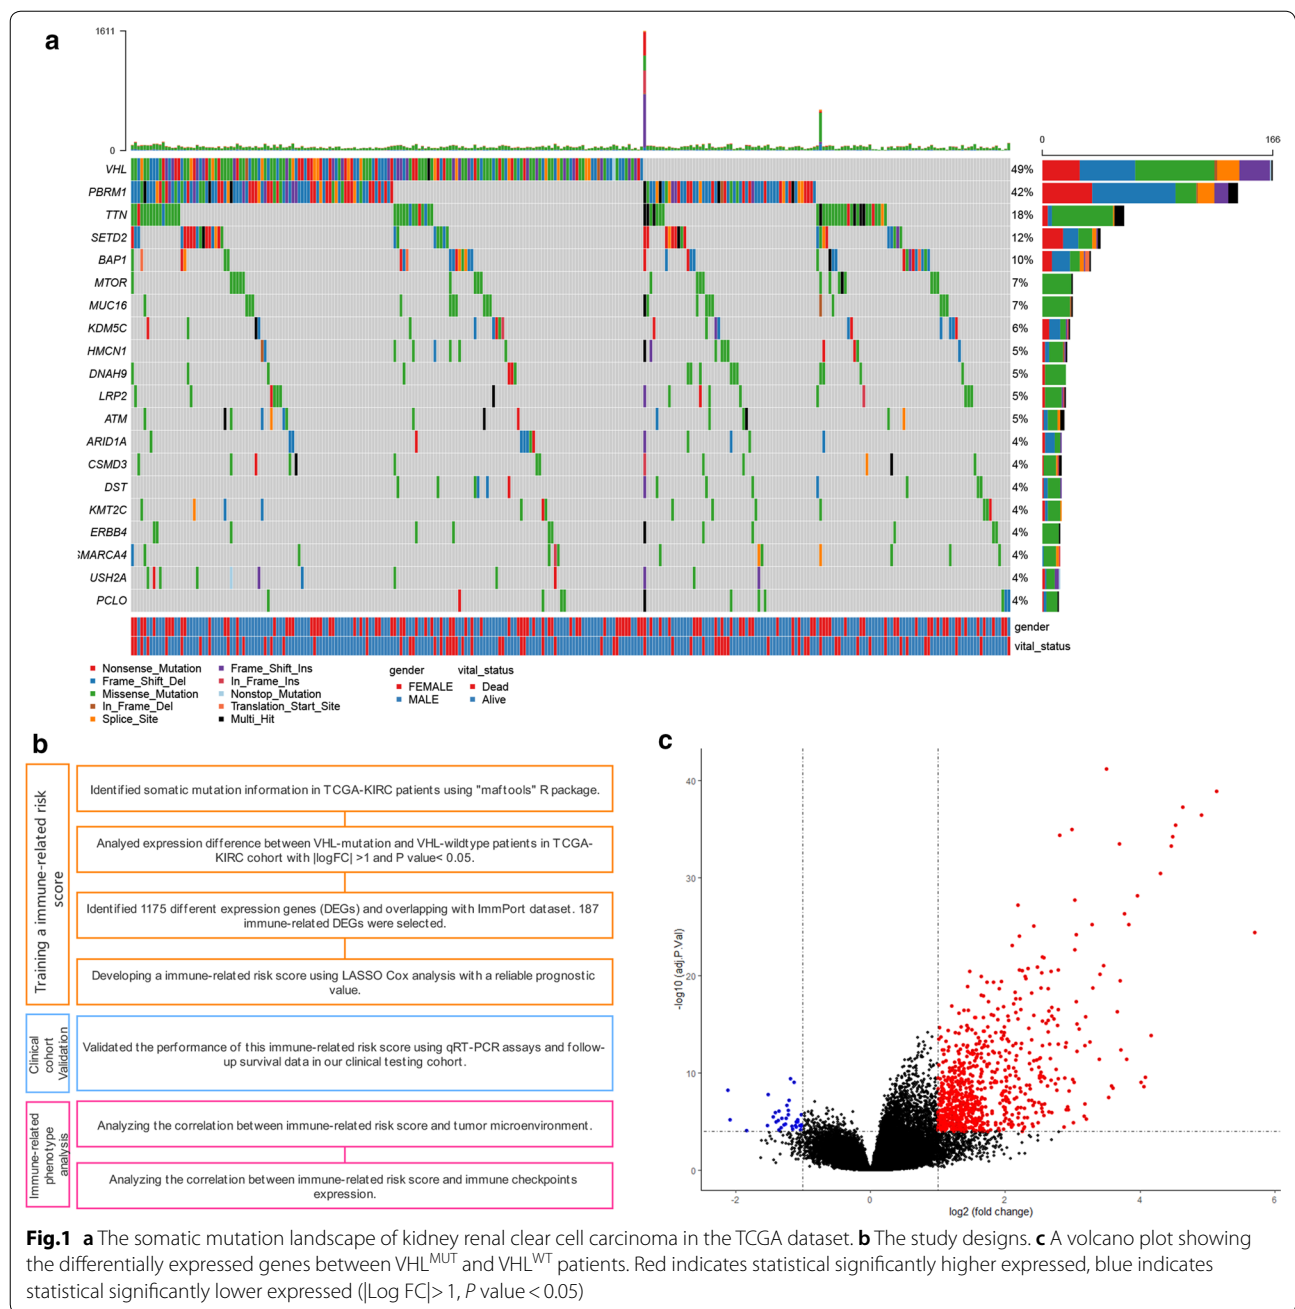 a
1611
0
0 166
VHL 49%
PBRM1 42%
TTN 18%
SETD2 12%
BAP1 10%
MTOR 7%
MUC16 7%
KDM5C 6%
HMCN1 5%
DNAH9 5%
LRP2 5%
ATM 5%
ARID1A 4%
CSMD3 4%
DST 4%
KMT2C 4%
ERBB4 4%
SMARCA4 4%
USH2A 4%
PCLO 4%
gender
vital_status
Nonsense_Mutation
Frame_Shift_Del
Missense_Mutation
In_Frame_Del
Splice_Site
Frame_Shift_Ins
In_Frame_Ins
Nonstop_Mutation
Translation_Start_Site
Multi_Hit
gender
FEMALE
MALE
vital_status
Dead
Alive
b
Training a immune-related risk
score
Identified somatic mutation information in TCGA-KIRC patients using "maftools" R package.
Analyed expression difference between VHL-mutation and VHL-wildtype patients in TCGA-
KIRC cohort with |logFC| >1 and P value< 0.05.
Identified 1175 different expression genes (DEGs) and overlapping with ImmPort dataset. 187
immune-related DEGs were selected.
Developing a immune-related risk score using LASSO Cox analysis with a reliable prognostic
value.
Clinical
cohort
Validation
Validated the performance of this immune-related risk score using qRT-PCR assays and follow-
up survival data in our clinical testing cohort.
Immune-related
phenotype
analysis
Analyzing the correlation between immune-related risk score and tumor microenvironment.
Analyzing the correlation between immune-related risk score and immune checkpoints
expression.
c
40
30
20
10
0
-log10 (adj.P.Val)
-2 0 2 4 6
log2 (fold change)
Fig.1 a The somatic mutation landscape of kidney renal clear cell carcinoma in the TCGA dataset. b The study designs. c A volcano plot showing
the differentially expressed genes between VHL^MUT and VHL^WT patients. Red indicates statistical significantly higher expressed, blue indicates
statistical significantly lower expressed (|Log FC|> 1, P value < 0.05)